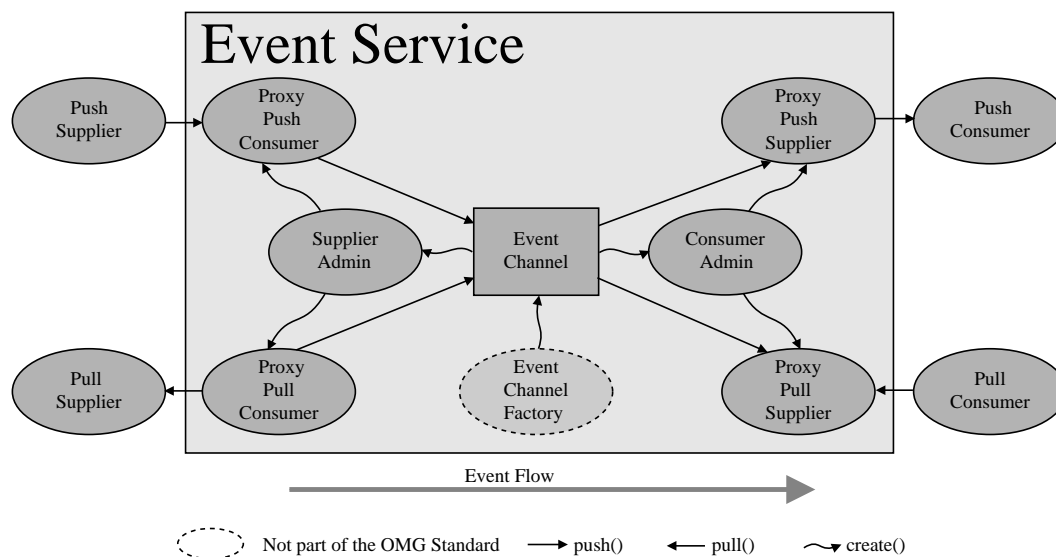 Event Service
Push
Supplier
Proxy
Push
Consumer
Proxy
Push
Supplier
Push
Consumer
Supplier
Admin
Event
Channel
Consumer
Admin
Pull
Supplier
Proxy
Pull
Consumer
Event
Channel
Factory
Proxy
Pull
Supplier
Pull
Consumer
Event Flow
Not part of the OMG Standard
push()
pull()
create()